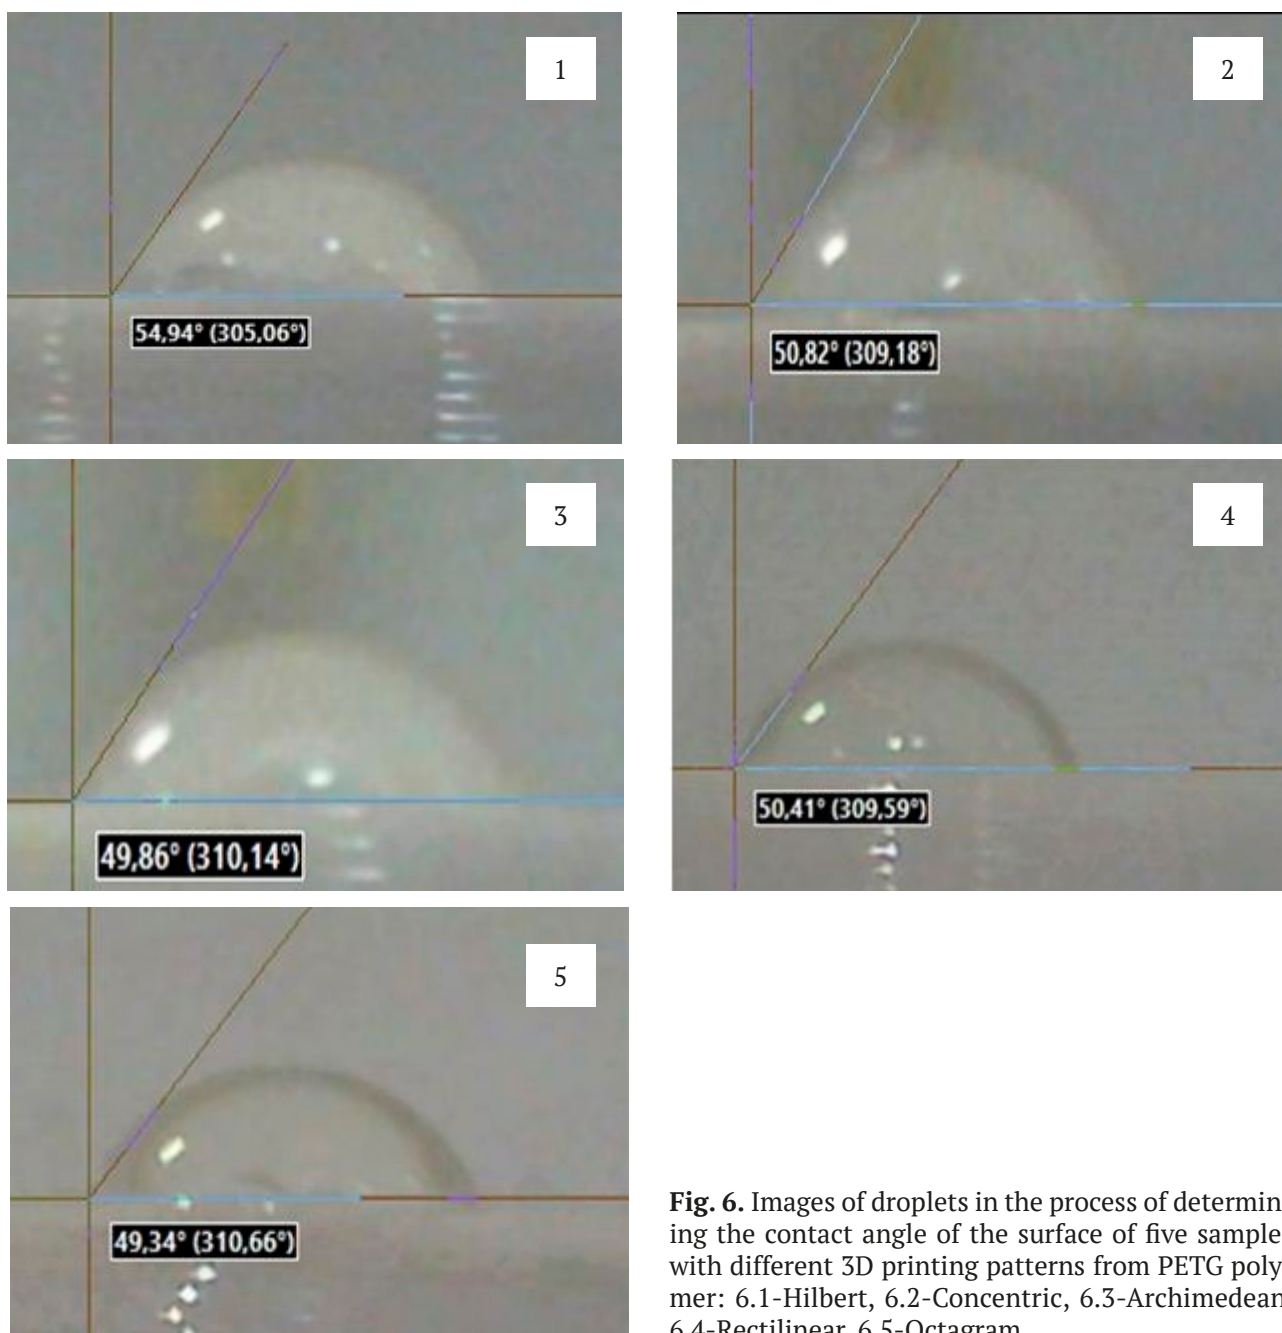 1
2
54,94° (305,06°)
50,82° (309,18°)
3
4
49,86° (310,14°)
50,41° (309,59°)
5
49,34° (310,66°)
Fig. 6. Images of droplets in the process of determin
ing the contact angle of the surface of five sample
with different 3D printing patterns from PETG poly
mer: 6.1-Hilbert, 6.2-Concentric, 6.3-Archimedean
6.4-Rectilinear, 6.5-Octagram